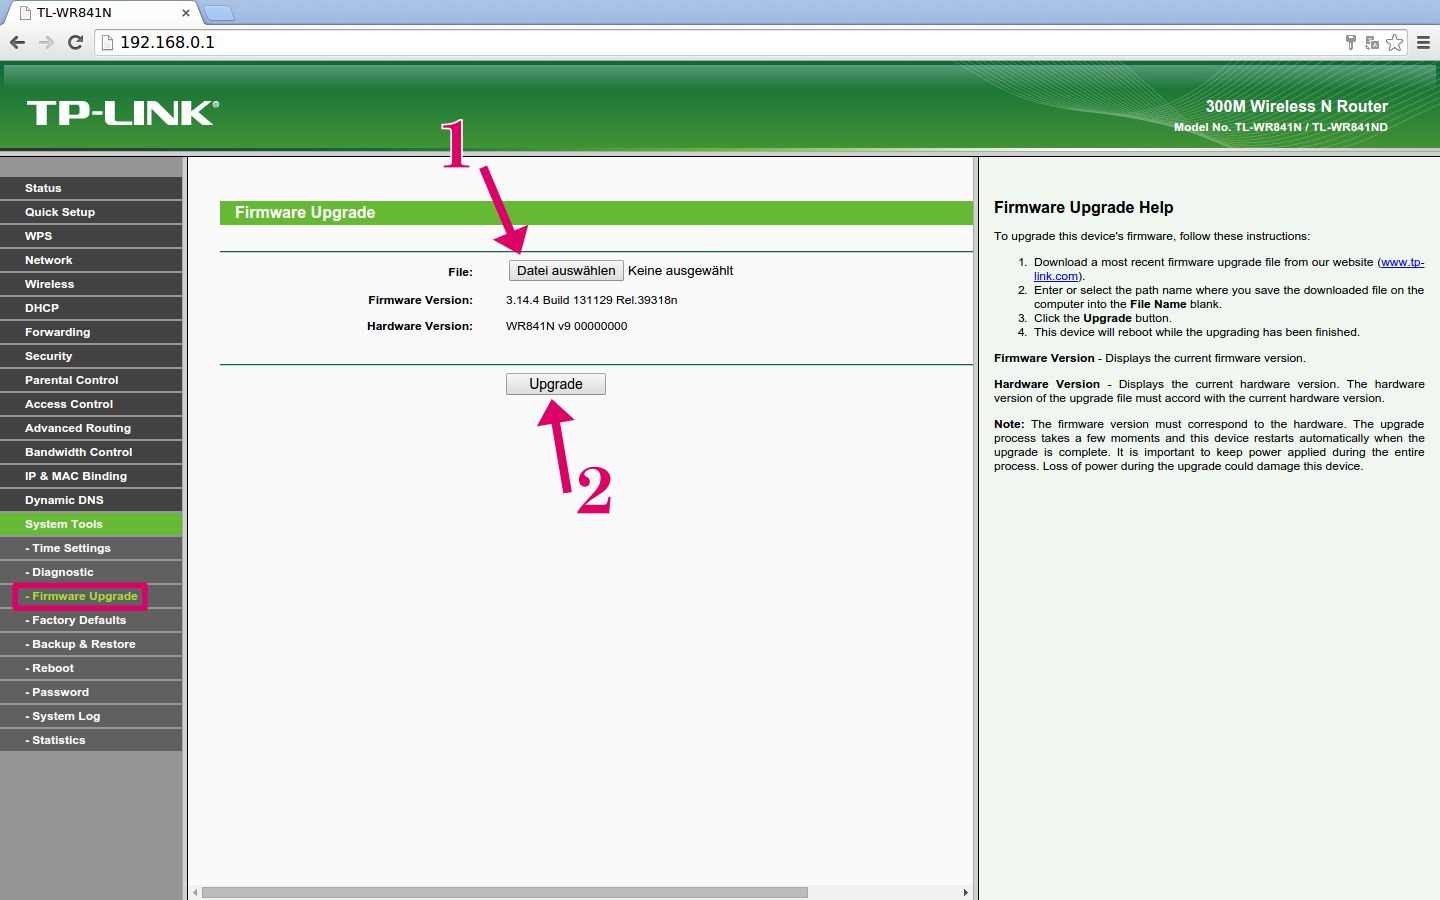 TL-WR841N
192.168.0.1
TP-LINK®
300M Wireless N Router
Model No. TL-WR841N / TL-WR841ND
1
Status
Quick Setup
WPS
Network
Wireless
DHCP
Forwarding
Security
Parental Control
Access Control
Advanced Routing
Bandwidth Control
IP & MAC Binding
Dynamic DNS
System Tools
- Time Settings
- Diagnostic
- Firmware Upgrade
- Factory Defaults
- Backup & Restore
- Reboot
- Password
- System Log
- Statistics
Firmware Upgrade
File: Datei auswählen Keine ausgewählt
Firmware Version: 3.14.4 Build 131129 Rel.39318n
Hardware Version: WR841N v9 00000000
Upgrade
2
Firmware Upgrade Help
To upgrade this device's firmware, follow these instructions:
1. Download a most recent firmware upgrade file from our website (www.tp-
link.com).
2. Enter or select the path name where you save the downloaded file on the
computer into the File Name blank.
3. Click the Upgrade button.
4. This device will reboot while the upgrading has been finished.
Firmware Version - Displays the current firmware version.
Hardware Version - Displays the current hardware version. The hardware
version of the upgrade file must accord with the current hardware version.
Note: The firmware version must correspond to the hardware. The upgrade
process takes a few moments and this device restarts automatically when the
upgrade is complete. It is important to keep power applied during the entire
process. Loss of power during the upgrade could damage this device.